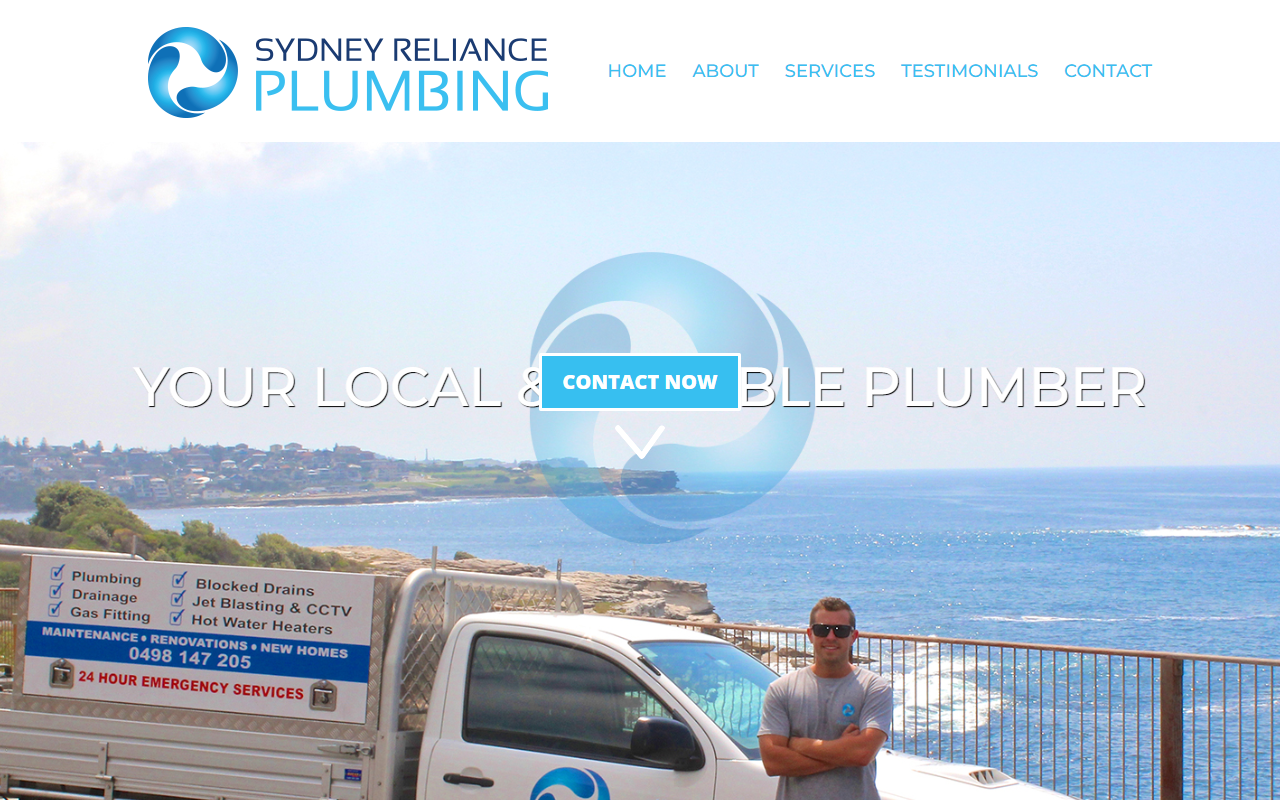 SYDNEY RELIANCE
PLUMBING
HOME ABOUT SERVICES TESTIMONIALS CONTACT
YOUR LOCAL & BLE PLUMBER
CONTACT NOW
Plumbing
Drainage
Gas Fitting
Blocked Drains
Jet Blasting & CCTV
Hot Water Heaters
MAINTENANCE • RENOVATIONS • NEW HOMES
0498 147 205
24 HOUR EMERGENCY SERVICES